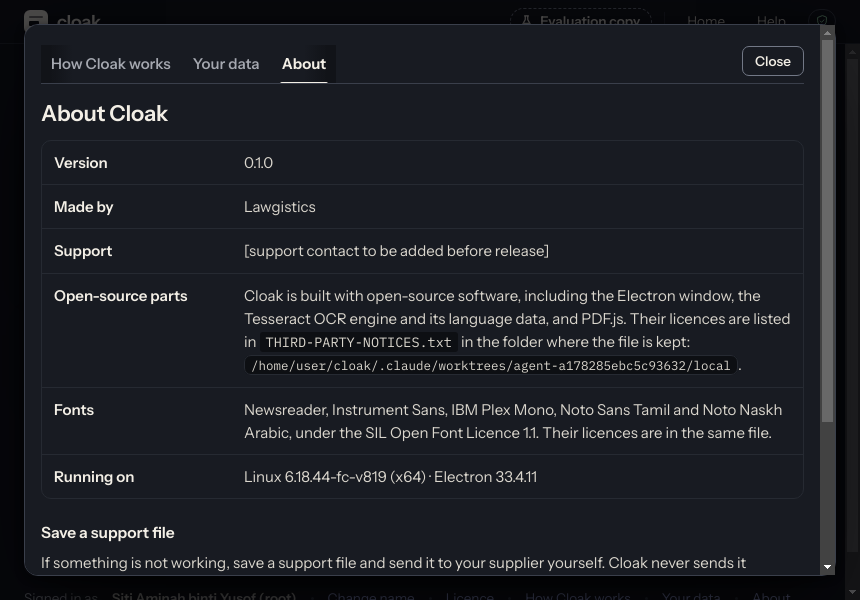 cloak
Evaluation copy
Home
Help
How Cloak works
Your data
About
Close
About Cloak
Version
0.1.0
Made by
Lawgistics
Support
[support contact to be added before release]
Open-source parts
Cloak is built with open-source software, including the Electron window, the
Tesseract OCR engine and its language data, and PDF.js. Their licences are listed
in THIRD-PARTY-NOTICES.txt in the folder where the file is kept:
/home/user/cloak/.claude/worktrees/agent-a178285ebc5c93632/local.
Fonts
Newsreader, Instrument Sans, IBM Plex Mono, Noto Sans Tamil and Noto Naskh
Arabic, under the SIL Open Font Licence 1.1. Their licences are in the same file.
Running on
Linux 6.18.44-fc-v819 (x64) · Electron 33.4.11
Save a support file
If something is not working, save a support file and send it to your supplier yourself. Cloak never sends it
Signed in as Siti Aminah binti Yusof (root) · Change name · Licence · How Cloak works · Your data · About